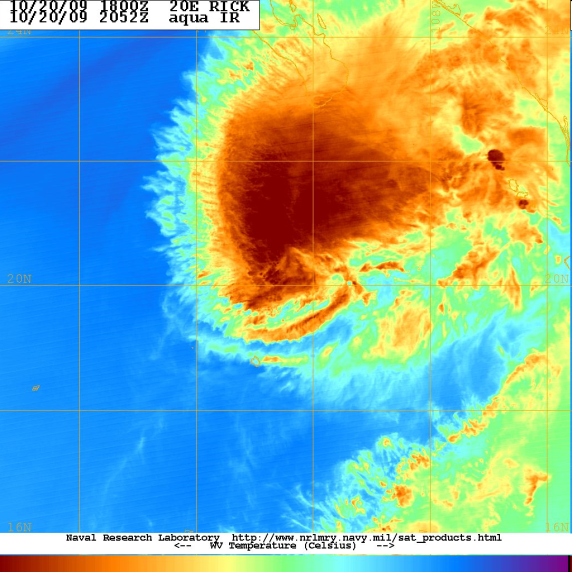 10/20/09 1800Z 20E RICK
10/20/09 2052Z aqua IR
20N
20N
16N
16N
Naval Research Laboratory http://www.nrlmry.navy.mil/sat_products.html
<-- WV Temperature (Celsius) -->